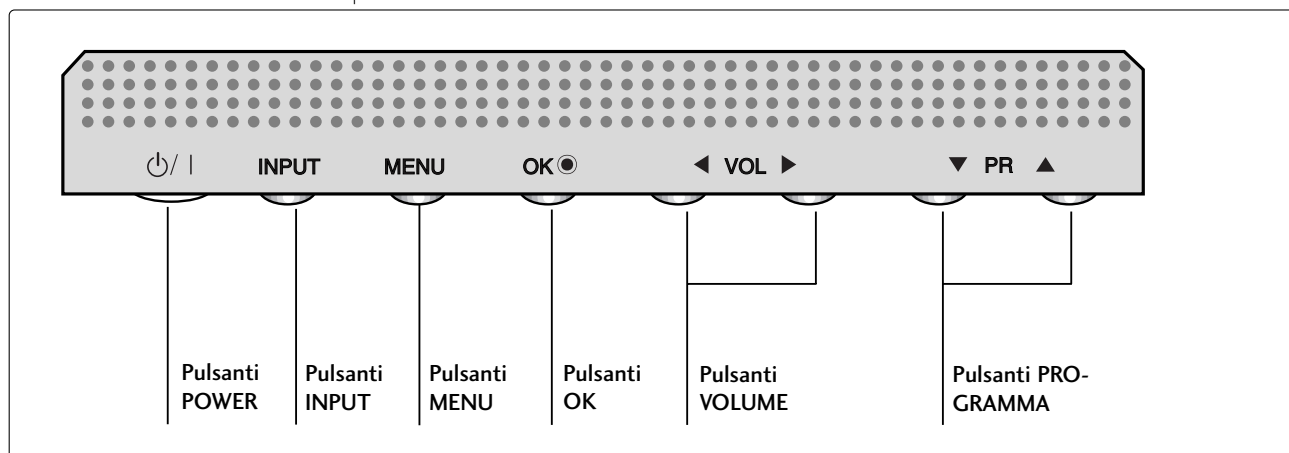 ⏻/ | INPUT MENU OK◉ ◀ VOL ▶ ▼ PR ▲
Pulsanti
POWER
Pulsanti
INPUT
Pulsanti
MENU
Pulsanti
OK
Pulsanti
VOLUME
Pulsanti PRO-
GRAMMA